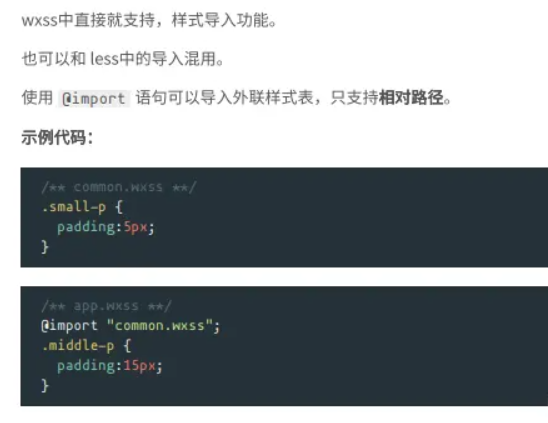 wxss中直接就支持，样式导入功能。
也可以和 less中的导入混用。
使用 @import 语句可以导入外联样式表，只支持相对路径。
示例代码：
/** common.wxss **/
.small-p {
  padding:5px;
}
/** app.wxss **/
@import "common.wxss";
.middle-p {
  padding:15px;
}